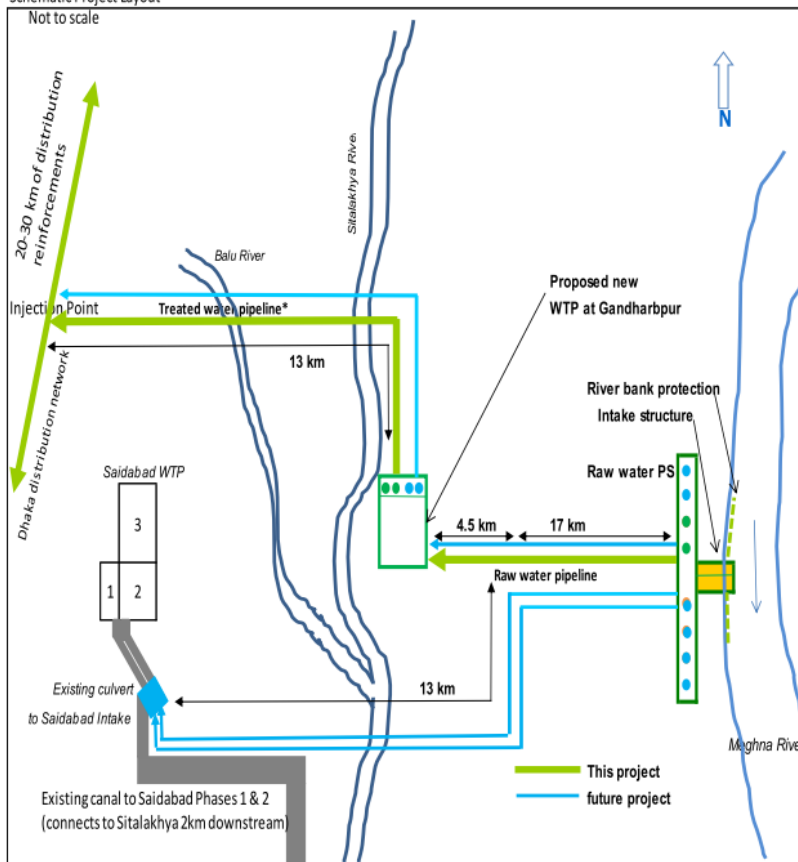 Schematic Project Layout
Not to scale
N
20-30 km of distribution
reinforcements
Sitalakhya River
Balu River
Proposed new
WTP at Gandharbpur
Injection Point
Treated water pipeline*
13 km
River bank protection
Intake structure
Dhaka distribution network
Saidabad WTP
Raw water PS
3
4.5 km
17 km
1
2
Raw water pipeline
Existing culvert
to Saidabad Intake
13 km
Meghna River
This project
future project
Existing canal to Saidabad Phases 1 & 2
(connects to Sitalakhya 2km downstream)